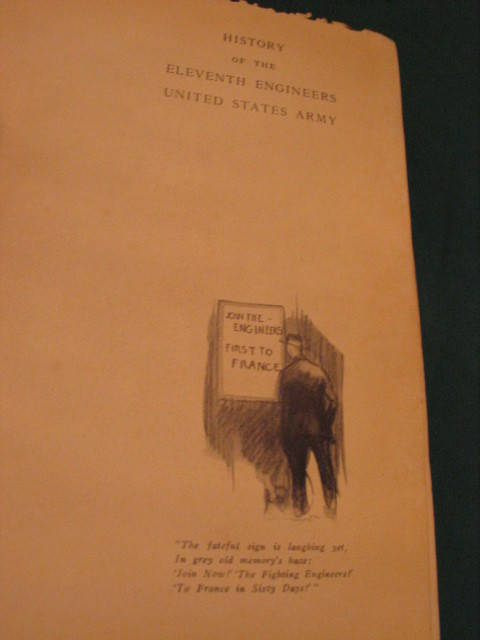 HISTORY
OF THE
ELEVENTH ENGINEERS
UNITED STATES ARMY
JOIN THE -
ENGINEERS
FIRST TO
FRANCE
"The fateful sign is laughing yet,
In grey old memory's haze:
'Join Now!' 'The Fighting Engineers!'
'To France in Sixty Days!' "